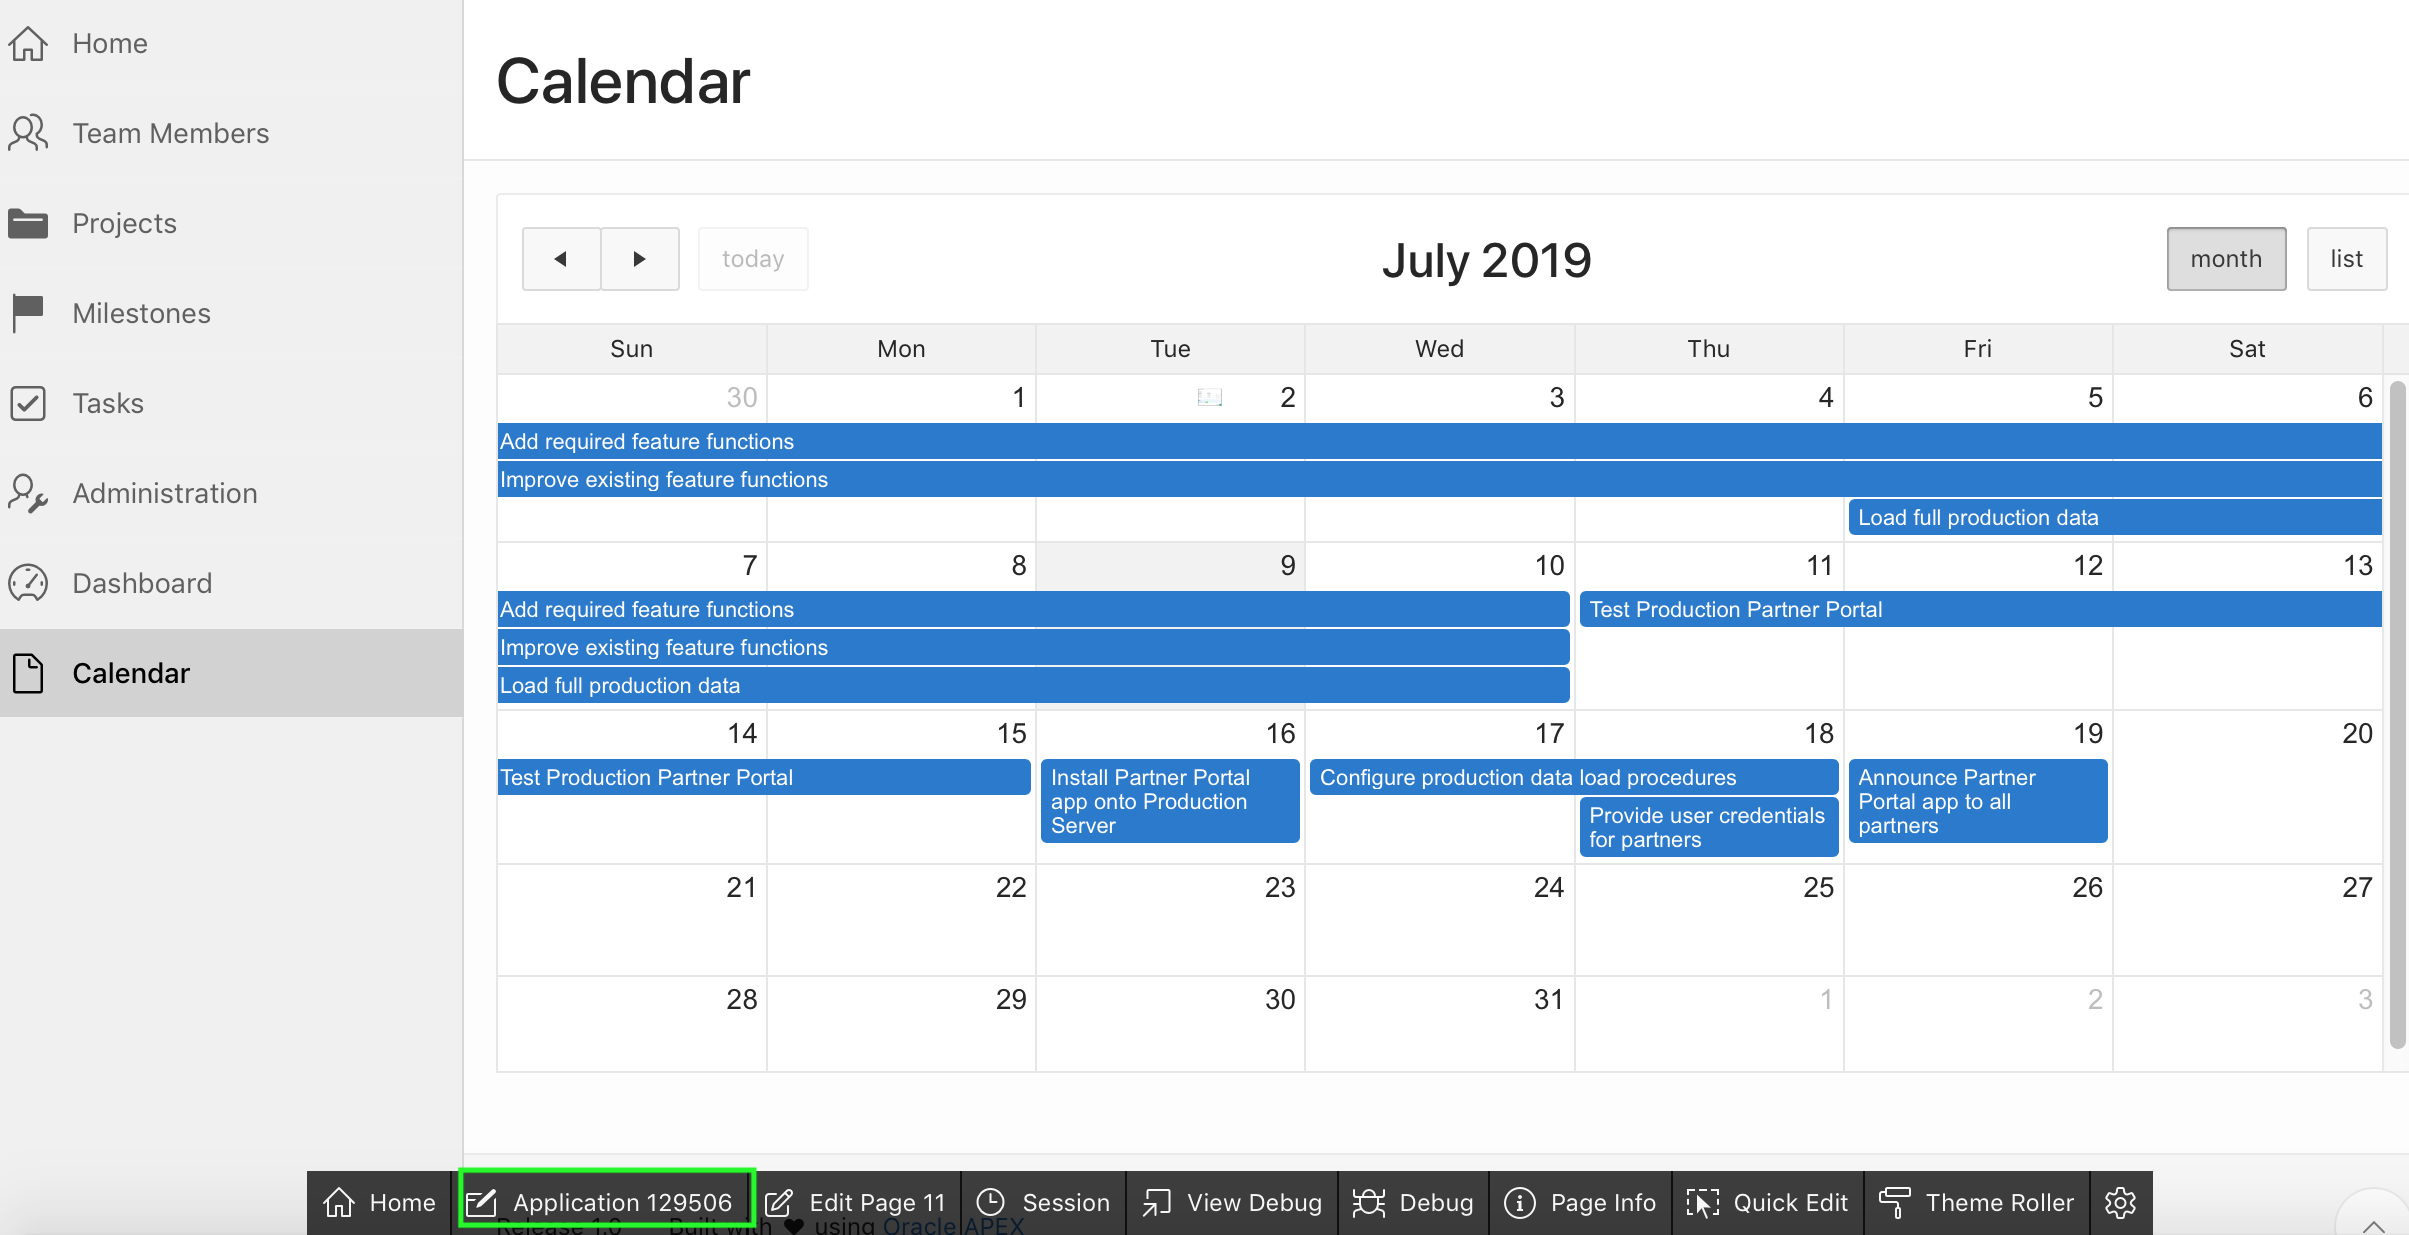 Home
Team Members
Projects
Milestones
Tasks
Administration
Dashboard
Calendar
Calendar
today
July 2019
month
list
Sun Mon Tue Wed Thu Fri Sat
30 1 2 3 4 5 6
Add required feature functions
Improve existing feature functions
Load full production data
7 8 9 10 11 12 13
Add required feature functions
Test Production Partner Portal
Improve existing feature functions
Load full production data
14 15 16 17 18 19 20
Test Production Partner Portal
Install Partner Portal
app onto Production
Server
Configure production data load procedures
Provide user credentials
for partners
Announce Partner
Portal app to all
partners
21 22 23 24 25 26 27
28 29 30 31 1 2 3
Home
Application 129506
Edit Page 11
Session
View Debug
Debug
Page Info
Quick Edit
Theme Roller
Release 1.0 Built with ♥ using Oracle APEX